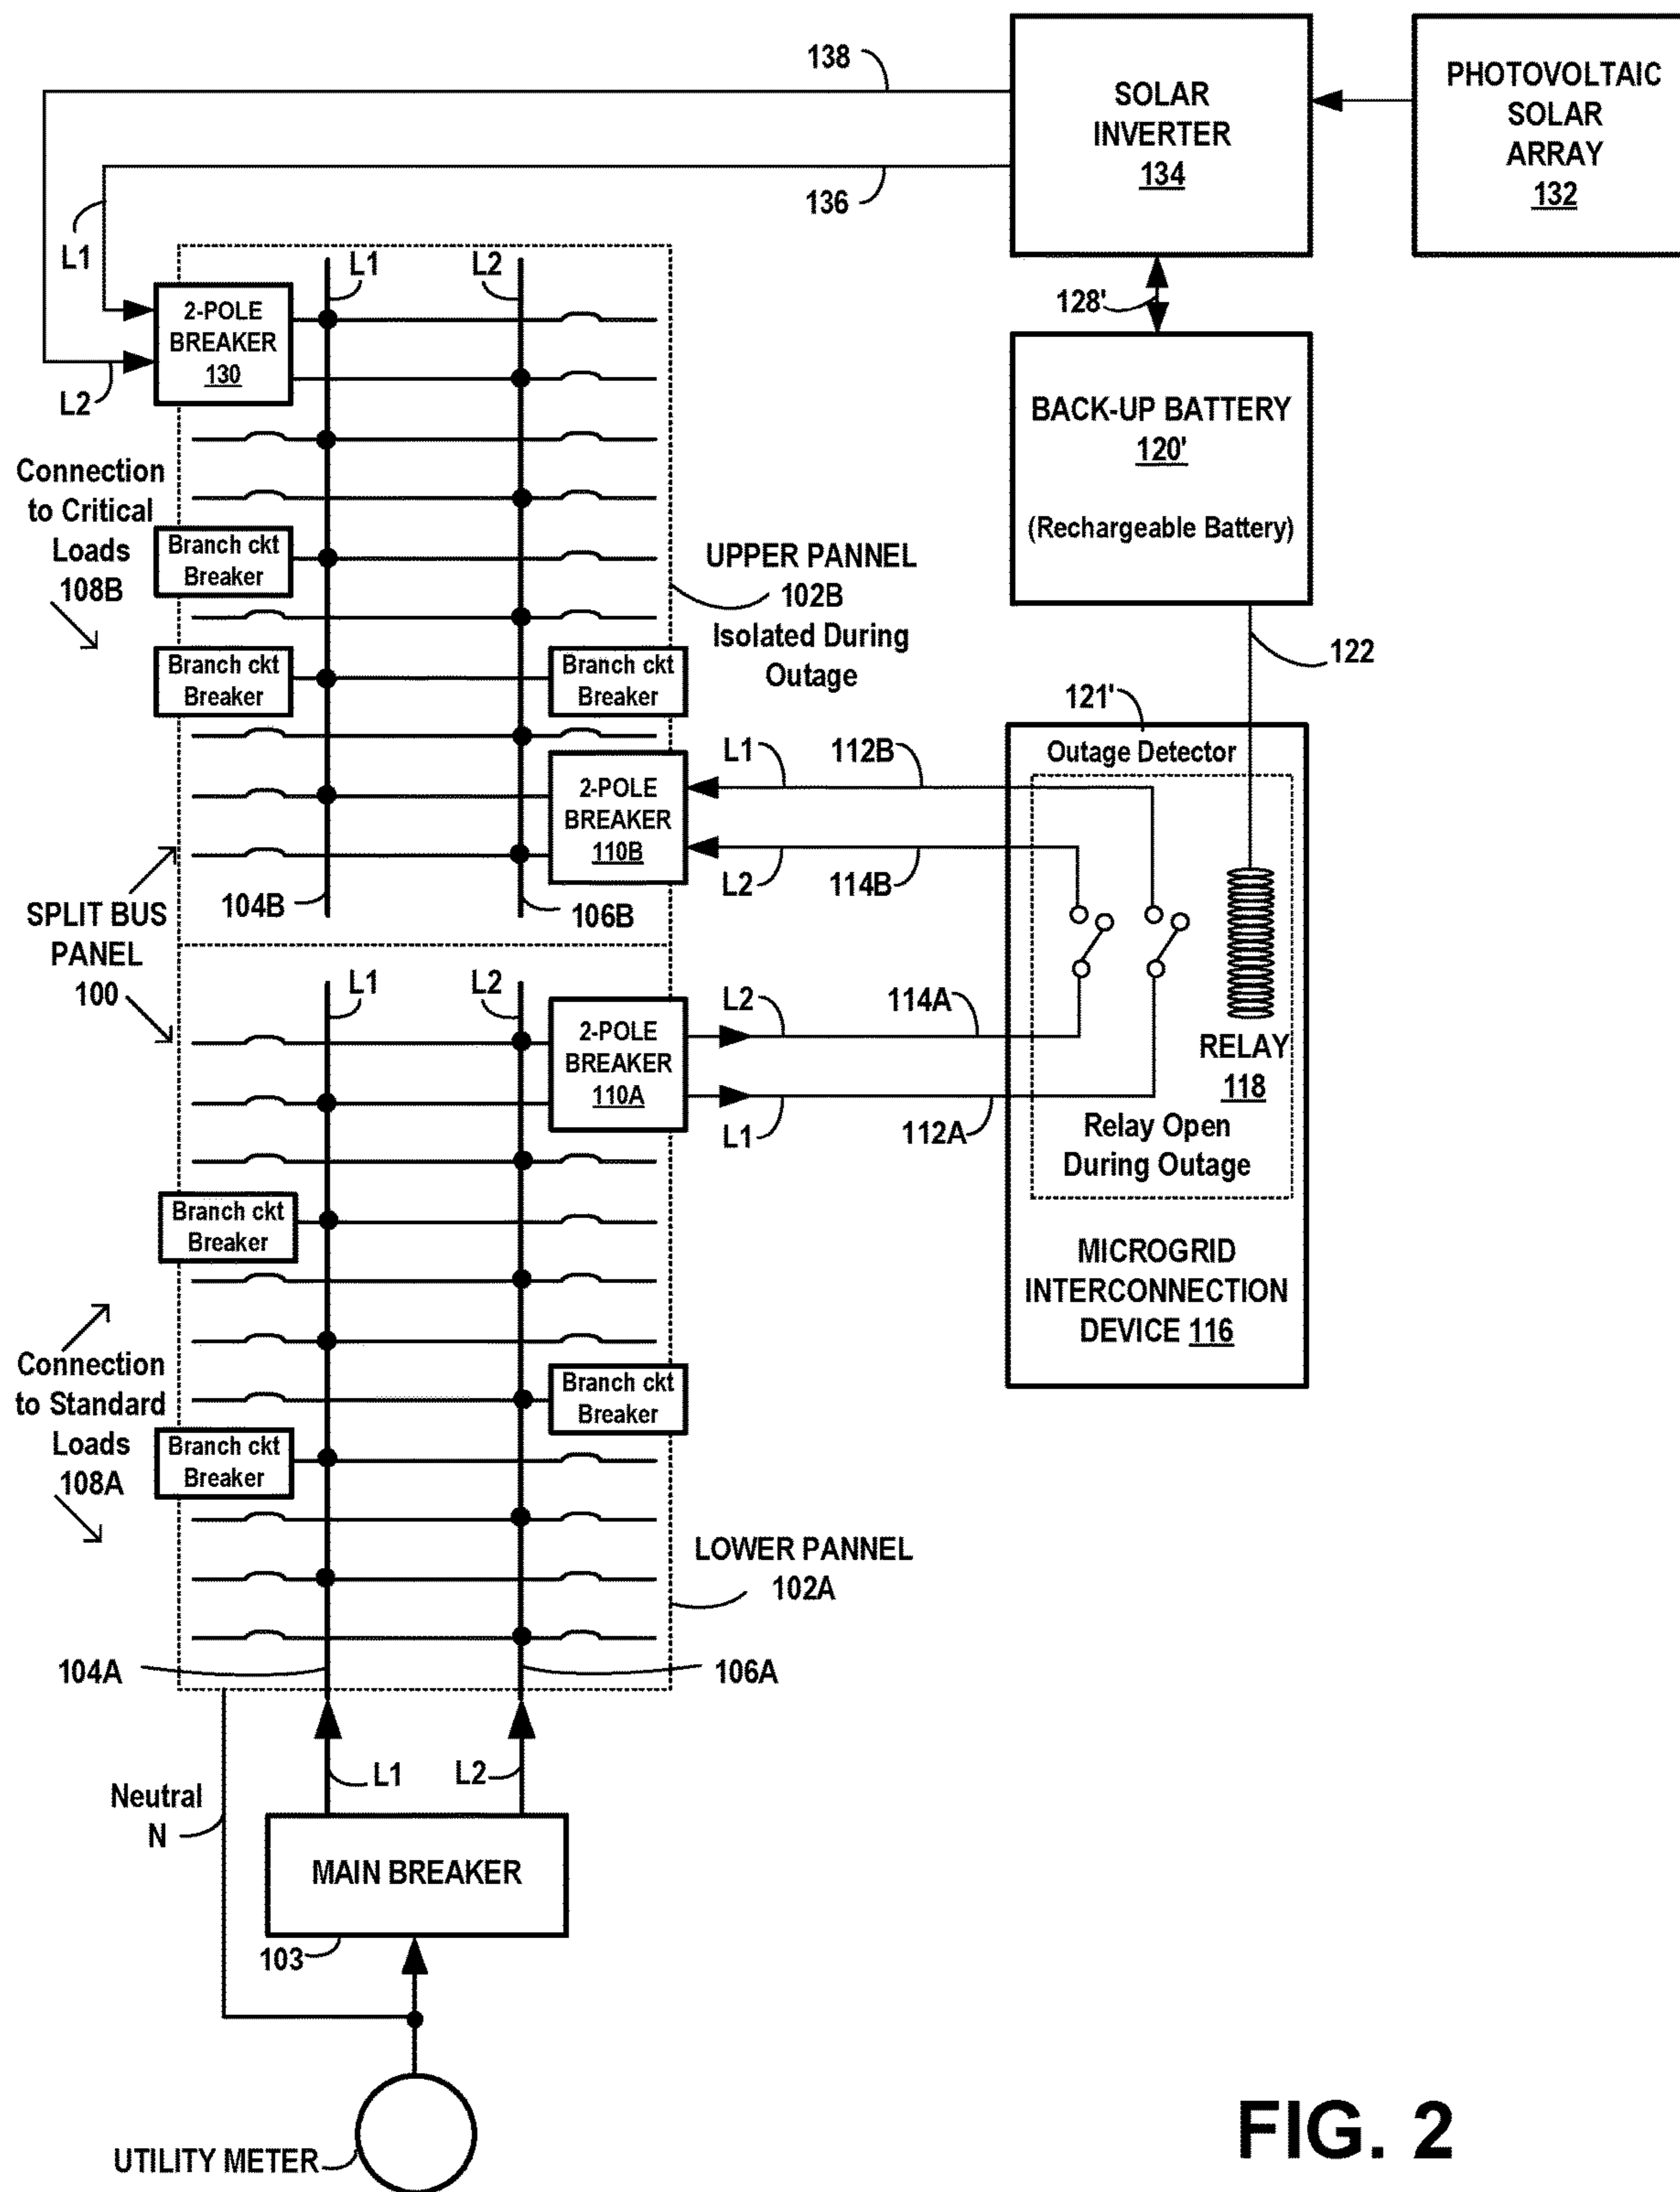 138
SOLAR
INVERTER
134
PHOTOVOLTAIC
SOLAR
ARRAY
132
136
L1
L1
L2
128'
2-POLE
BREAKER
130
L2
BACK-UP BATTERY
120'
(Rechargeable Battery)
Connection
to Critical
Loads
108B
Branch ckt
Breaker
UPPER PANNEL
102B
Isolated During
Outage
122
Branch ckt
Breaker
Branch ckt
Breaker
121'
Outage Detector
L1
112B
2-POLE
BREAKER
110B
L2
114B
104B
106B
SPLIT BUS
PANEL
100
L1
L2
2-POLE
BREAKER
110A
L2
114A
RELAY
118
L1
112A
Relay Open
During Outage
Branch ckt
Breaker
MICROGRID
INTERCONNECTION
DEVICE 116
Connection
to Standard
Loads
108A
Branch ckt
Breaker
Branch ckt
Breaker
LOWER PANNEL
102A
104A
106A
L1
L2
Neutral
N
MAIN BREAKER
103
UTILITY METER
FIG. 2